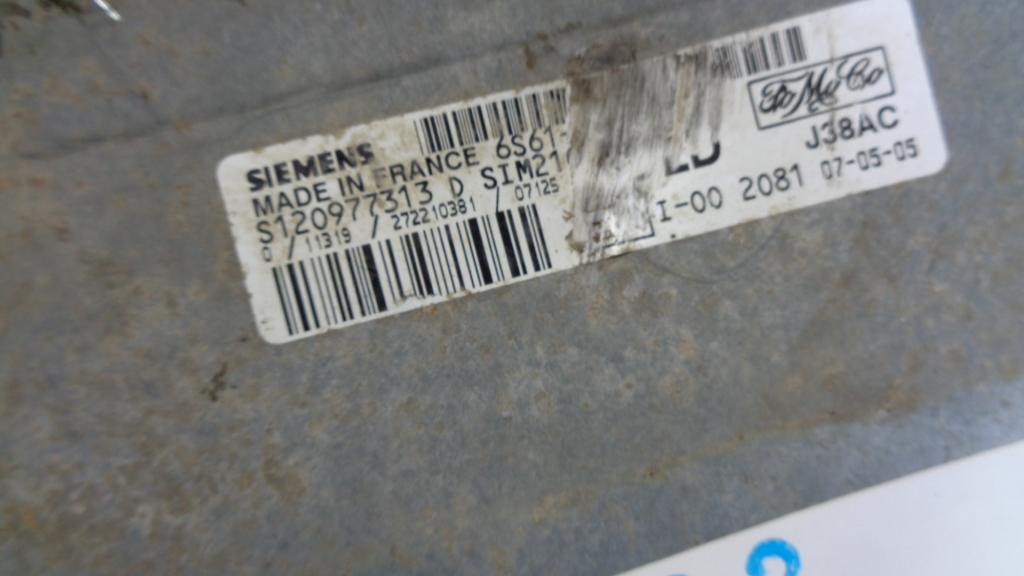 SIEMENS
MADE IN FRANCE 6S61-
S120977313 D SIM21
0 / 11319 / 272210381 / 07125
FoMoCo
J38AC
I-00 2081 07-05-05